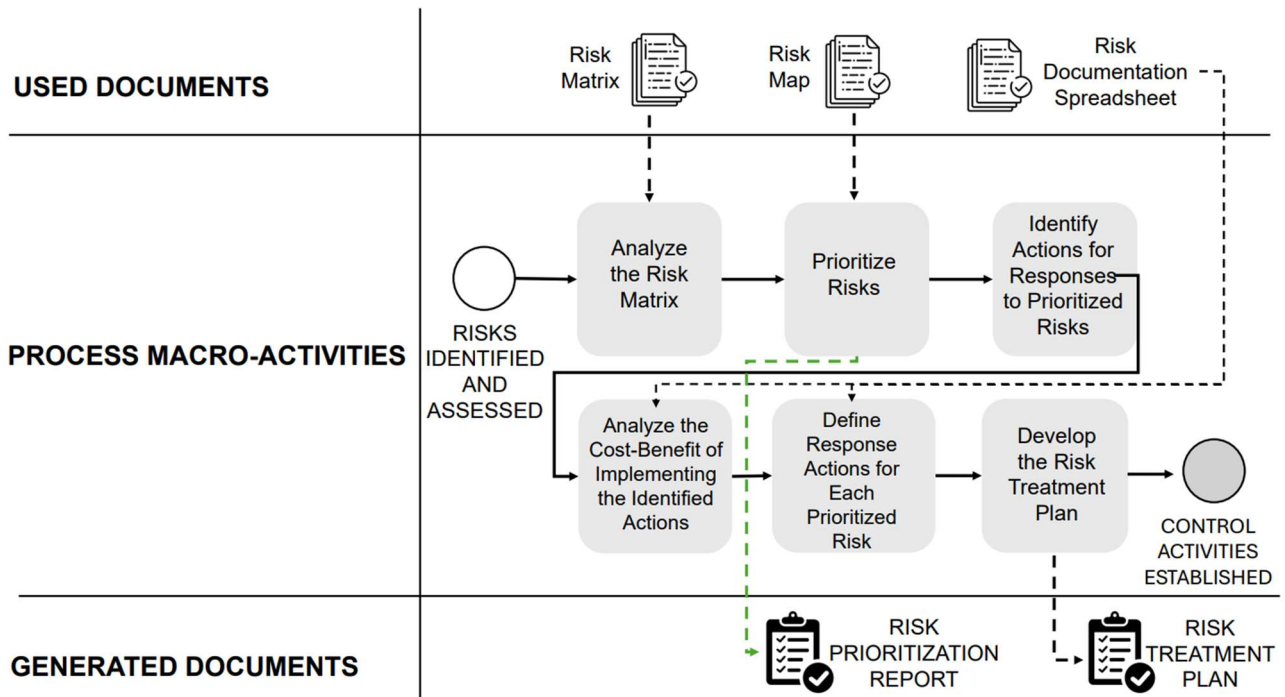 USED DOCUMENTS
Risk
Matrix
Risk
Map
Risk
Documentation
Spreadsheet
PROCESS MACRO-ACTIVITIES
RISKS
IDENTIFIED
AND
ASSESSED
Analyze
the Risk
Matrix
Prioritize
Risks
Identify
Actions for
Responses
to Prioritized
Risks
Analyze the
Cost-Benefit of
Implementing
the Identified
Actions
Define
Response
Actions for
Each
Prioritized
Risk
Develop
the Risk
Treatment
Plan
CONTROL
ACTIVITIES
ESTABLISHED
GENERATED DOCUMENTS
RISK
PRIORITIZATION
REPORT
RISK
TREATMENT
PLAN